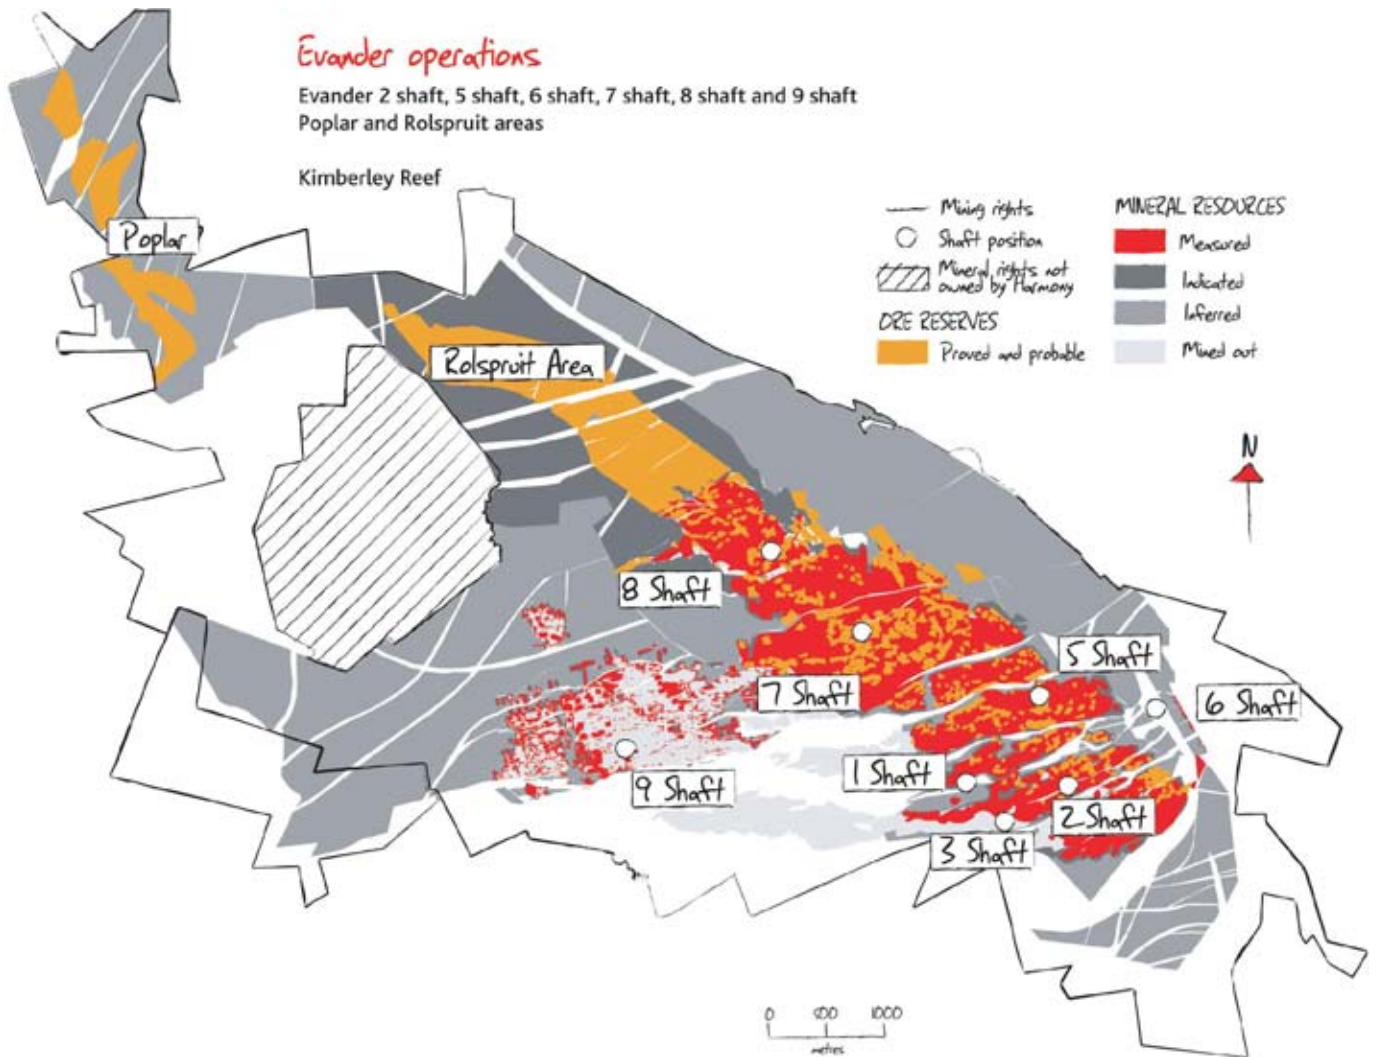 Evander operations
Evander 2 shaft, 5 shaft, 6 shaft, 7 shaft, 8 shaft and 9 shaft
Poplar and Rolspruit areas
Kimberley Reef
Mining rights
Shaft position
Mineral rights not
owned by Harmony
ORE RESERVES
Proved and probable
MINERAL RESOURCES
Measured
Indicated
Inferred
Mined out
Poplar
Rolspruit Area
N
8 Shaft
5 Shaft
7 Shaft
6 Shaft
1 Shaft
9 Shaft
2 Shaft
3 Shaft
0 500 1000
metres